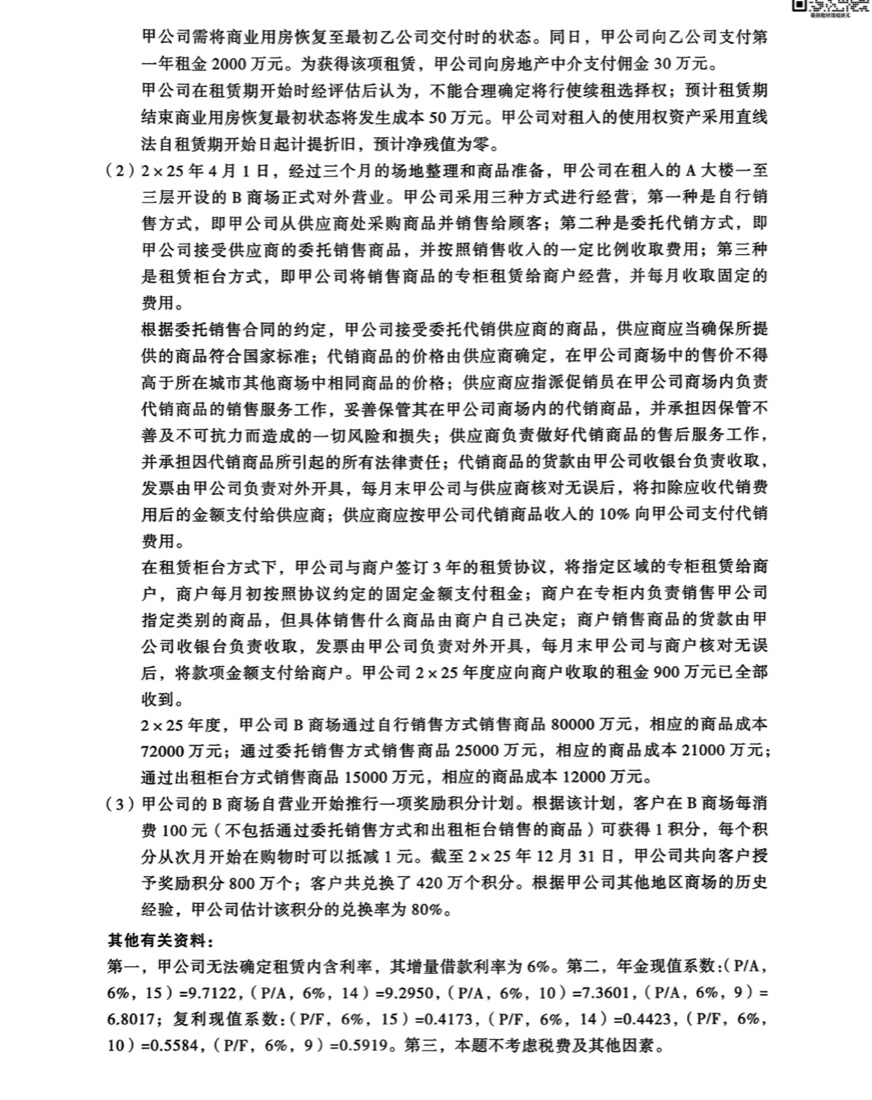 甲公司需将商业用房恢复至最初乙公司交付时的状态。同日，甲公司向乙公司支付第
一年租金 2000 万元。为获得该项租赁，甲公司向房地产中介支付佣金 30 万元。
甲公司在租赁期开始时经评估后认为，不能合理确定将行使续租选择权；预计租赁期
结束商业用房恢复最初状态将发生成本 50 万元。甲公司对租入的使用权资产采用直线
法自租赁期开始日起计提折旧，预计净残值为零。
（2）2×25 年 4 月 1 日，经过三个月的场地整理和商品准备，甲公司在租入的 A 大楼一至
三层开设的 B 商场正式对外营业。甲公司采用三种方式进行经营，第一种是自行销
售方式，即甲公司从供应商处采购商品并销售给顾客；第二种是委托代销方式，即
甲公司接受供应商的委托销售商品，并按照销售收入的一定比例收取费用；第三种
是租赁柜台方式，即甲公司将销售商品的专柜租赁给商户经营，并每月收取固定的
费用。
根据委托销售合同的约定，甲公司接受委托代销供应商的商品，供应商应当确保所提
供的商品符合国家标准；代销商品的价格由供应商确定，在甲公司商场中的售价不得
高于所在城市其他商场中相同商品的价格；供应商应指派促销员在甲公司商场内负责
代销商品的销售服务工作，妥善保管其在甲公司商场内的代销商品，并承担因保管不
善及不可抗力而造成的一切风险和损失；供应商负责做好代销商品的售后服务工作，
并承担因代销商品所引起的所有法律责任；代销商品的货款由甲公司收银台负责收取，
发票由甲公司负责对外开具，每月末甲公司与供应商核对无误后，将扣除应收代销费
用后的金额支付给供应商；供应商应按甲公司代销商品收入的 10% 向甲公司支付代销
费用。
在租赁柜台方式下，甲公司与商户签订 3 年的租赁协议，将指定区域的专柜租赁给商
户，商户每月初按照协议约定的固定金额支付租金；商户在专柜内负责销售甲公司
指定类别的商品，但具体销售什么商品由商户自己决定；商户销售商品的货款由甲
公司收银台负责收取，发票由甲公司负责对外开具，每月末甲公司与商户核对无误
后，将款项金额支付给商户。甲公司 2×25 年度应向商户收取的租金 900 万元已全部
收到。
2×25 年度，甲公司 B 商场通过自行销售方式销售商品 80000 万元，相应的商品成本
72000 万元；通过委托销售方式销售商品 25000 万元，相应的商品成本 21000 万元；
通过出租柜台方式销售商品 15000 万元，相应的商品成本 12000 万元。
（3）甲公司的 B 商场自营业开始推行一项奖励积分计划。根据该计划，客户在 B 商场每消
费 100 元（不包括通过委托销售方式和出租柜台销售的商品）可获得 1 积分，每个积
分从次月开始在购物时可以抵减 1 元。截至 2×25 年 12 月 31 日，甲公司共向客户授
予奖励积分 800 万个；客户共兑换了 420 万个积分。根据甲公司其他地区商场的历史
经验，甲公司估计该积分的兑换率为 80%。
其他有关资料：
第一，甲公司无法确定租赁内含利率，其增量借款利率为 6%。第二，年金现值系数：（P/A，
6%，15）=9.7122，（P/A，6%，14）=9.2950，（P/A，6%，10）=7.3601，（P/A，6%，9）=
6.8017；复利现值系数：（P/F，6%，15）=0.4173，（P/F，6%，14）=0.4423，（P/F，6%，
10）=0.5584，（P/F，6%，9）=0.5919。第三，本题不考虑税费及其他因素。